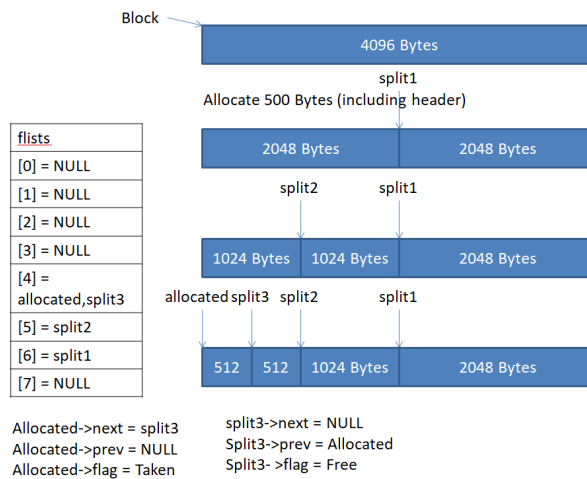 Block
4096 Bytes
split1
Allocate 500 Bytes (including header)
2048 Bytes 2048 Bytes
split2 split1
1024 Bytes 1024 Bytes 2048 Bytes
allocated split3 split2 split1
512 512 1024 Bytes 2048 Bytes
flists
[0] = NULL
[1] = NULL
[2] = NULL
[3] = NULL
[4] =
allocated,split3
[5] = split2
[6] = split1
[7] = NULL
Allocated->next = split3
Allocated->prev = NULL
Allocated->flag = Taken
split3->next = NULL
Split3->prev = Allocated
Split3- >flag = Free